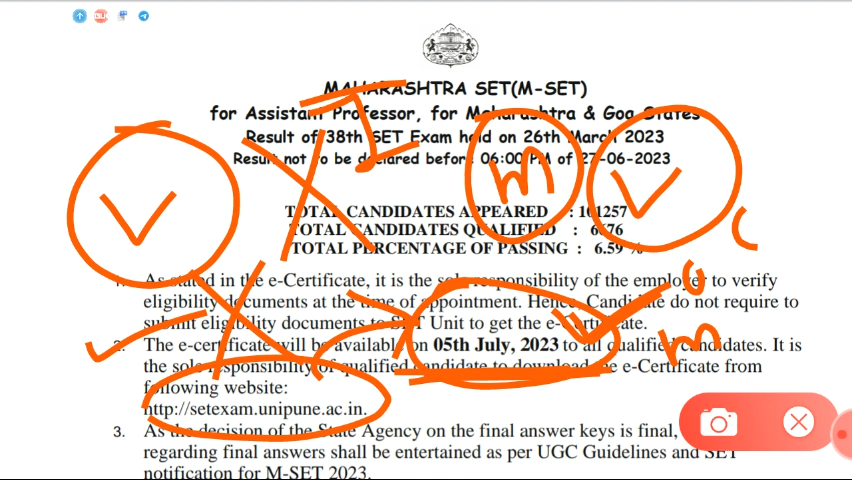 MAHARASHTRA SET(M-SET)
for Assistant Professor, for Maharashtra & Goa States
Result of 38th SET Exam held on 26th March 2023
Result not to be declared before 06:00 PM of 27-06-2023
I
m
TOTAL CANDIDATES APPEARED : 101257
TOTAL CANDIDATES QUALIFIED : 6676
TOTAL PERCENTAGE OF PASSING : 6.59 %
1. As stated in the e-Certificate, it is the sole responsibility of the employer to verify
eligibility documents at the time of appointment. Hence, Candidate do not require to
submit eligibility documents to SET Unit to get the e-Certificate.
2. The e-certificate will be available on 05th July, 2023 to all qualified candidates. It is
the sole responsibility of qualified candidate to download the e-Certificate from
following website:
http://setexam.unipune.ac.in.
m
3. As the decision of the State Agency on the final answer keys is final,
regarding final answers shall be entertained as per UGC Guidelines and SET
notification for M-SET 2023.